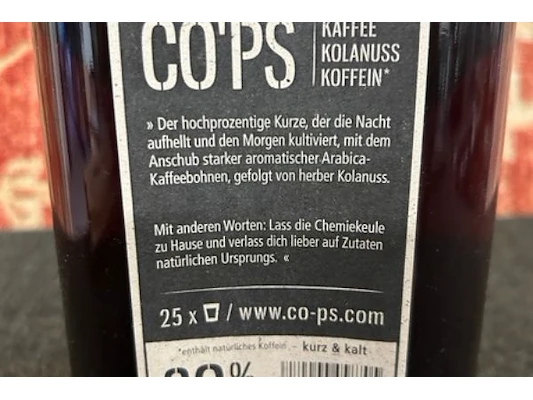 CO'PS
KAFFEE
KOLANUSS
KOFFEIN*
» Der hochprozentige Kurze, der die Nacht
aufhellt und den Morgen kultiviert, mit dem
Anschub starker aromatischer Arabica-
Kaffeebohnen, gefolgt von herber Kolanuss.
Mit anderen Worten: Lass die Chemiekeule
zu Hause und verlass dich lieber auf Zutaten
natürlichen Ursprungs. «
25 x / www.co-ps.com
*enthält natürliches Koffein – kurz & kalt
%